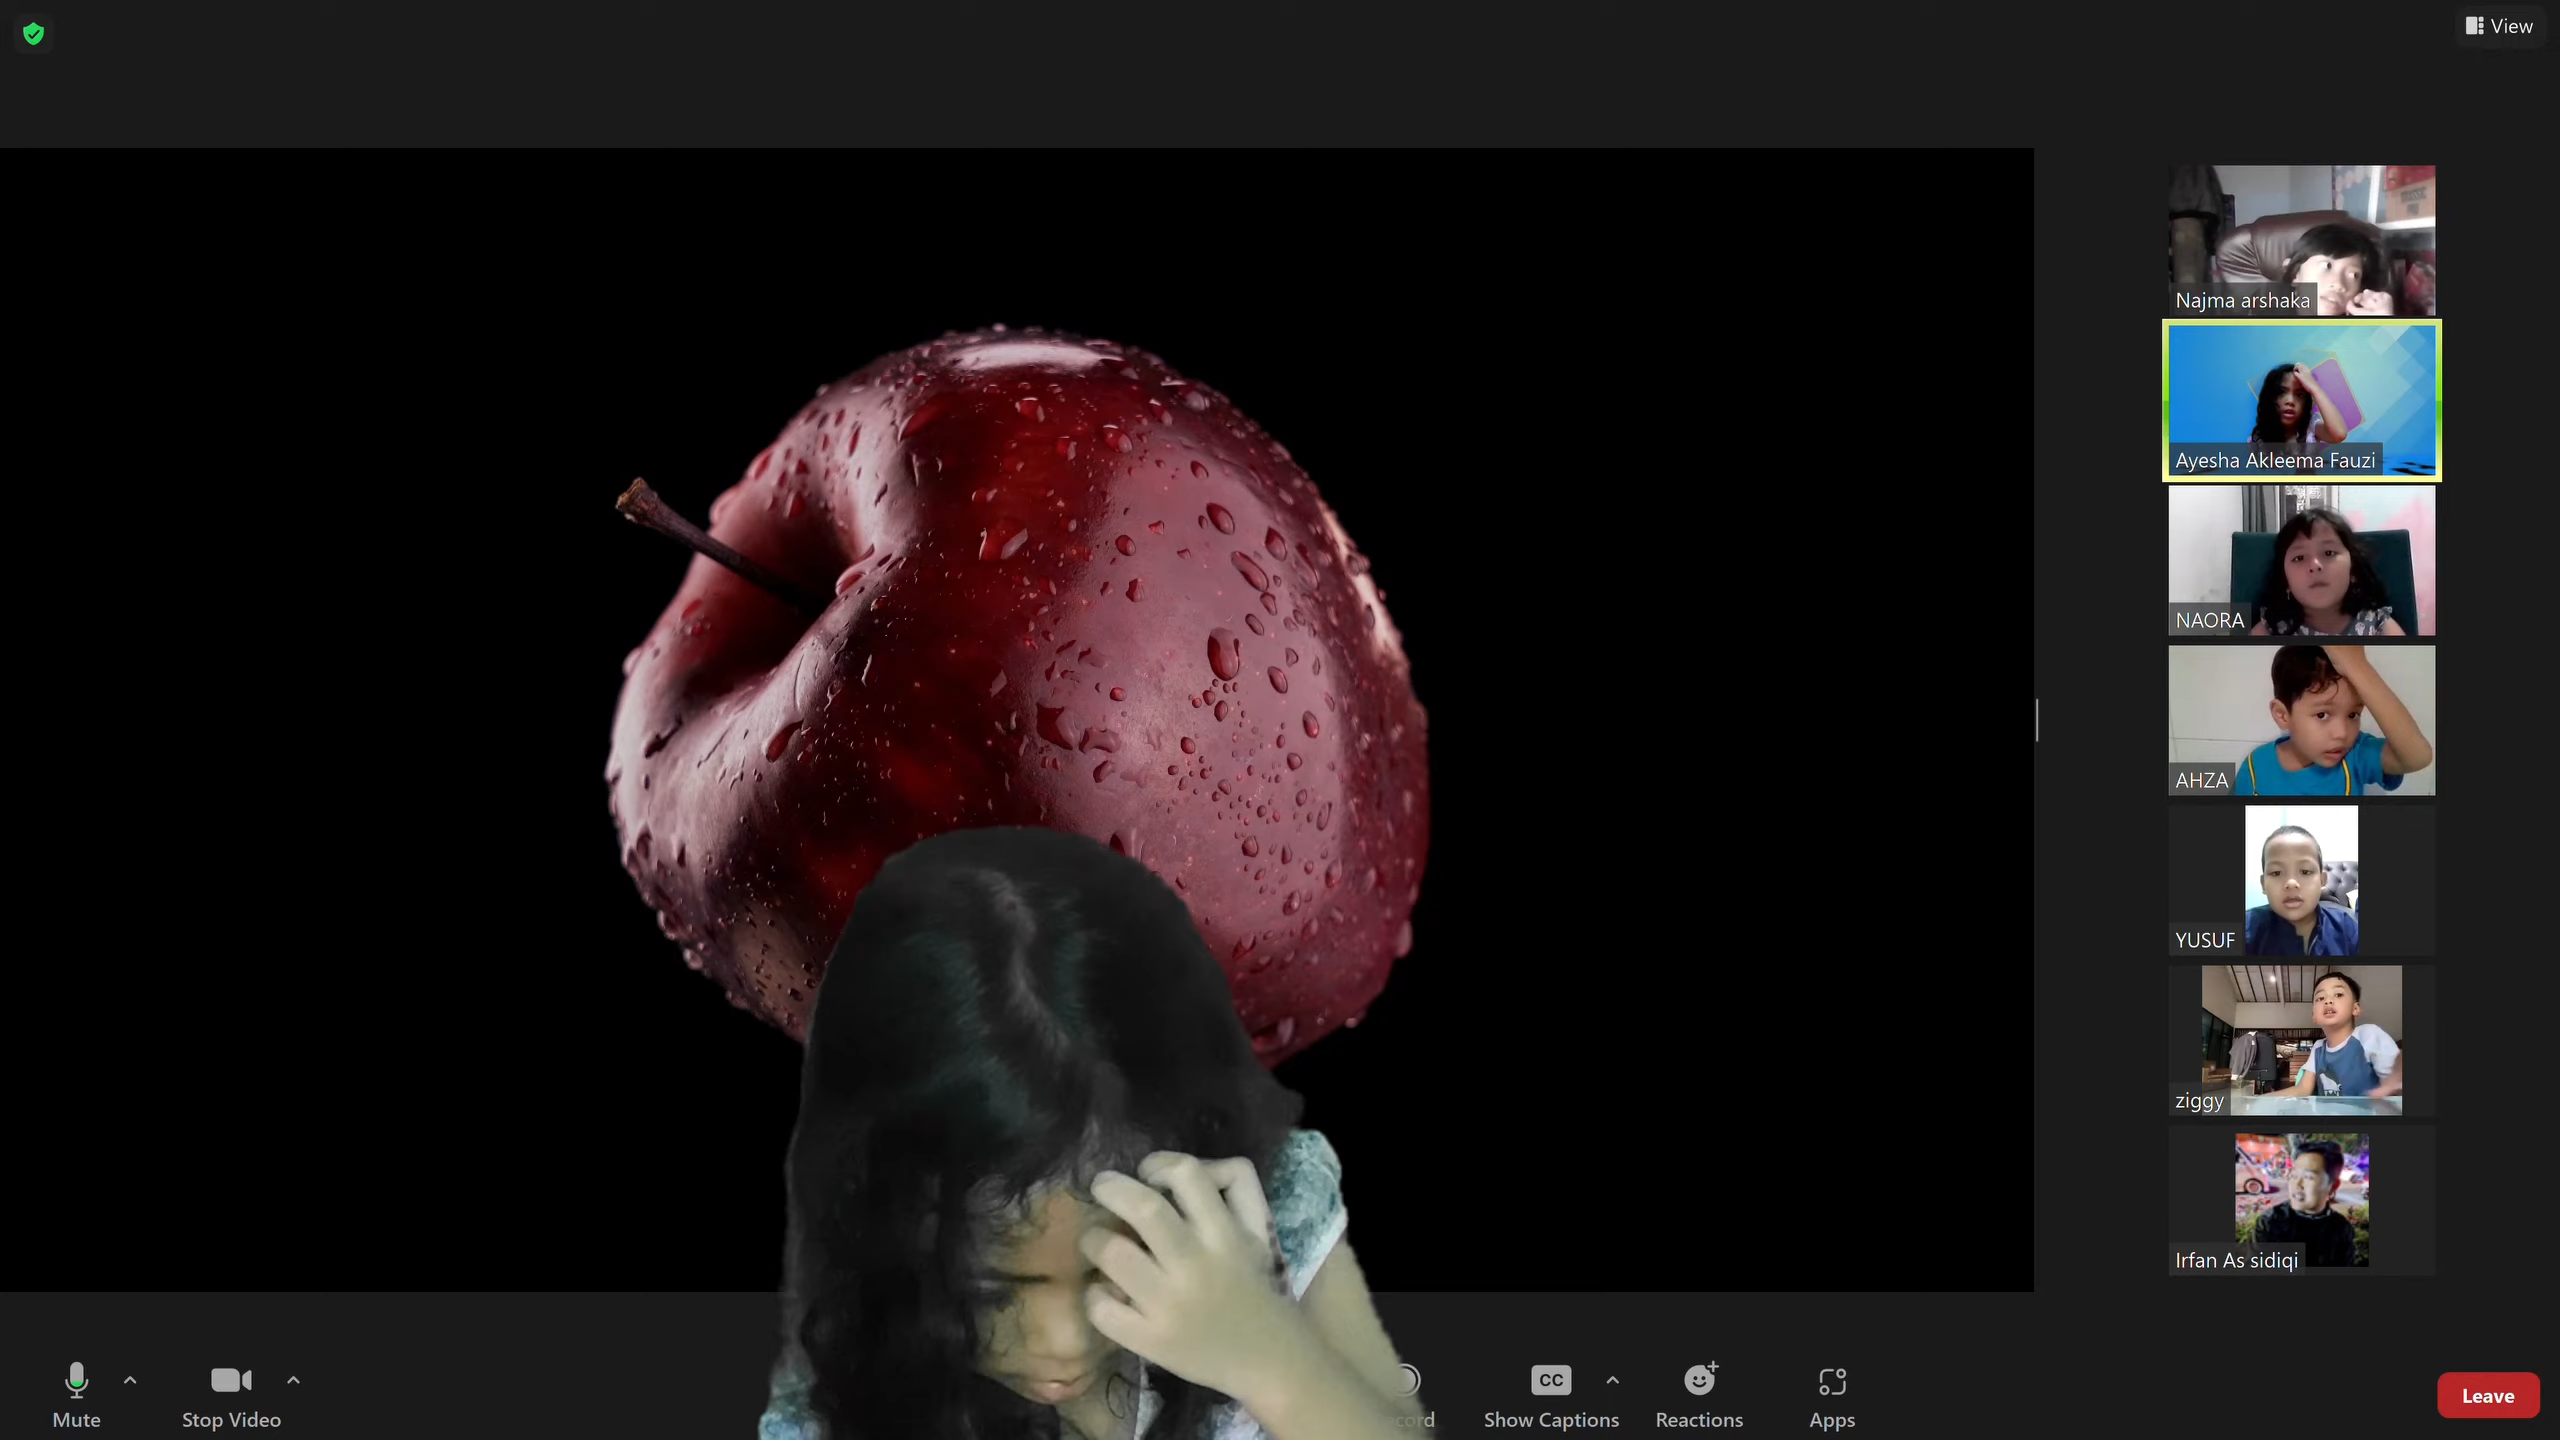 View
Najma arshaka
Ayesha Akleema Fauzi
NAORA
AHZA
YUSUF
ziggy
Irfan As sidiqi
Mute
Stop Video
CC
Show Captions
Reactions
Apps
Leave